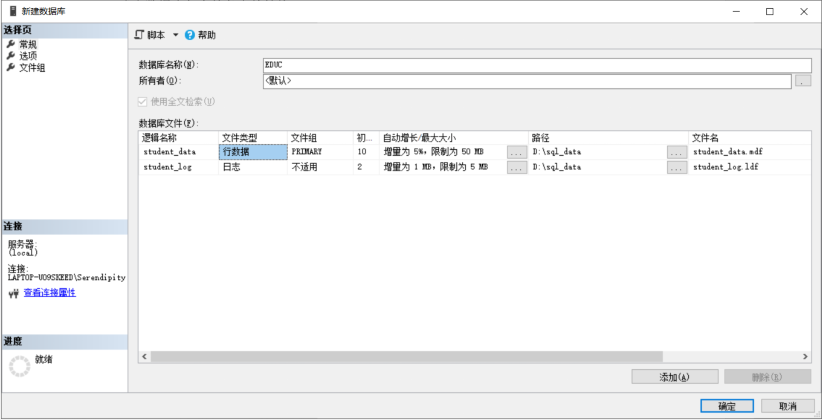 新建数据库
选择页
常规
选项
文件组
脚本 帮助
数据库名称(N): EDUC
所有者(O): <默认>
使用全文检索(U)
数据库文件(F):
逻辑名称 文件类型 文件组 初... 自动增长/最大大小 路径 文件名
student_data 行数据 PRIMARY 10 增量为 5%，限制为 50 MB ... D:\sql_data ... student_data.mdf
student_log 日志 不适用 2 增量为 1 MB，限制为 5 MB ... D:\sql_data ... student_log.ldf
连接
服务器:
(local)
连接:
LAPTOP-UO9SKEED\Serendipity
查看连接属性
进度
就绪
添加(A) 删除(R)
确定 取消